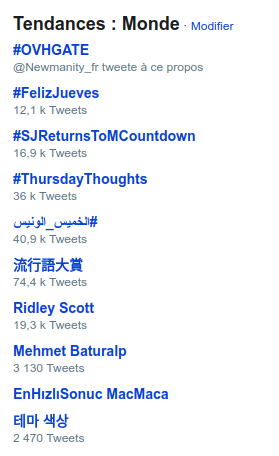 Tendances : Monde · Modifier
#OVHGATE
@Newmanity_fr tweete à ce propos
#FelizJueves
12,1 k Tweets
#SJReturnsToMCountdown
16,9 k Tweets
#ThursdayThoughts
36 k Tweets
#الخميس_الونيس
40,9 k Tweets
流行語大賞
74,4 k Tweets
Ridley Scott
19,3 k Tweets
Mehmet Baturalp
3 130 Tweets
EnHızlıSonuc MacMaca
테마 색상
2 470 Tweets